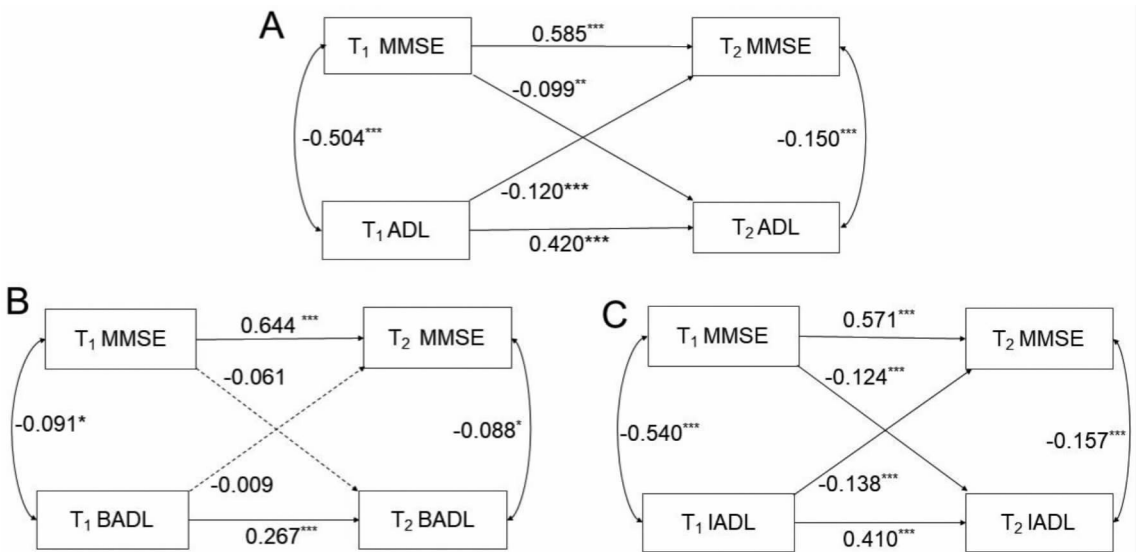 A
T₁ MMSE
0.585***
T₂ MMSE
-0.099**
-0.504***
-0.150***
-0.120***
T₁ ADL
0.420***
T₂ ADL
B
T₁ MMSE
0.644 ***
T₂ MMSE
-0.061
-0.091*
-0.088*
-0.009
T₁ BADL
0.267***
T₂ BADL
C
T₁ MMSE
0.571***
T₂ MMSE
-0.124***
-0.540***
-0.157***
-0.138***
T₁ IADL
0.410***
T₂ IADL